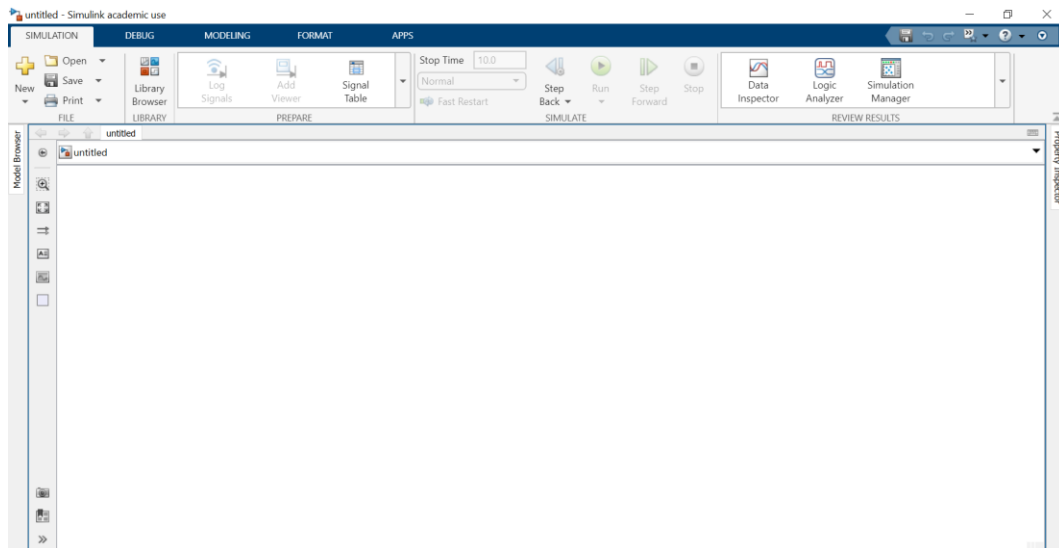 untitled - Simulink academic use
SIMULATION DEBUG MODELING FORMAT APPS
New
Open
Save
Print
FILE
Library
Browser
LIBRARY
Log
Signals
Add
Viewer
Signal
Table
PREPARE
Stop Time 10.0
Normal
Fast Restart
Step
Back
Run
Step
Forward
Stop
SIMULATE
Data
Inspector
Logic
Analyzer
Simulation
Manager
REVIEW RESULTS
Model Browser
untitled
untitled
Property Inspector